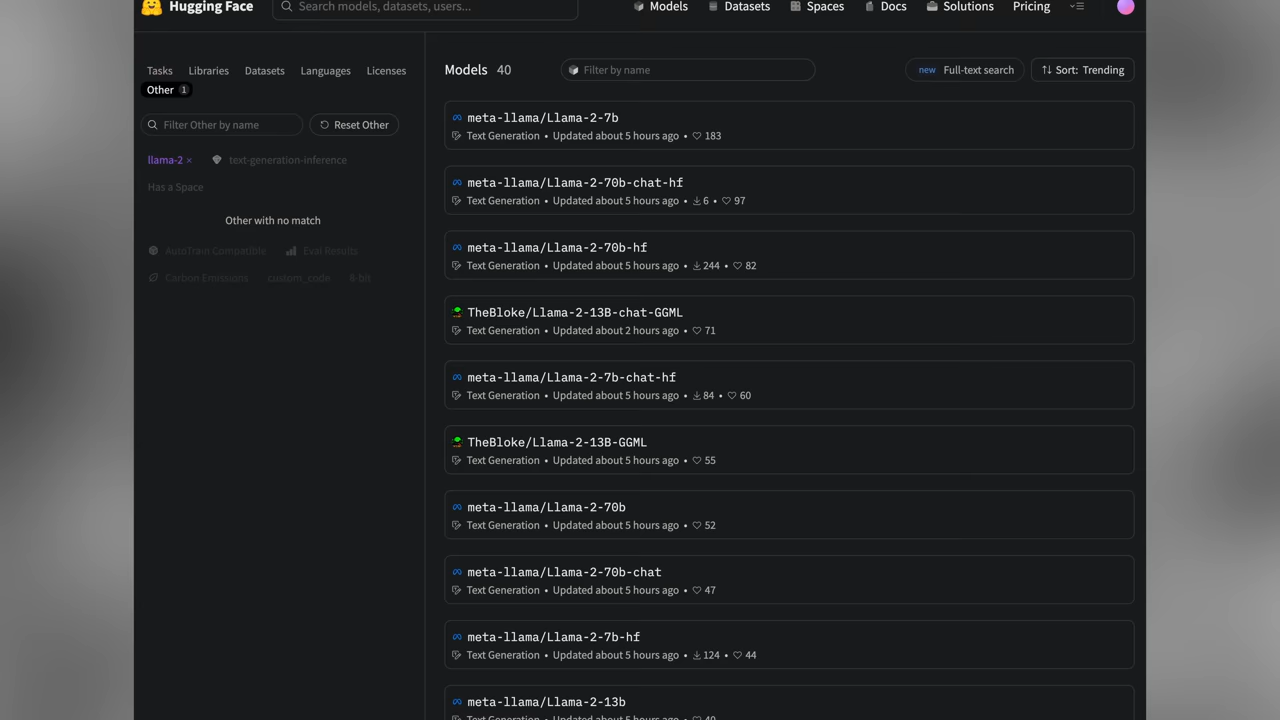 Hugging Face
Search models, datasets, users...
Models
Datasets
Spaces
Docs
Solutions
Pricing
Tasks
Libraries
Datasets
Languages
Licenses
Other 1
Filter Other by name
Reset Other
llama-2 ×
text-generation-inference
Has a Space
Other with no match
AutoTrain Compatible
Eval Results
Carbon Emissions
custom_code
8-bit
Models 40
Filter by name
new Full-text search
Sort: Trending
meta-llama/Llama-2-7b
Text Generation • Updated about 5 hours ago • 183
meta-llama/Llama-2-70b-chat-hf
Text Generation • Updated about 5 hours ago • 6 • 97
meta-llama/Llama-2-70b-hf
Text Generation • Updated about 5 hours ago • 244 • 82
TheBloke/Llama-2-13B-chat-GGML
Text Generation • Updated about 2 hours ago • 71
meta-llama/Llama-2-7b-chat-hf
Text Generation • Updated about 5 hours ago • 84 • 60
TheBloke/Llama-2-13B-GGML
Text Generation • Updated about 5 hours ago • 55
meta-llama/Llama-2-70b
Text Generation • Updated about 5 hours ago • 52
meta-llama/Llama-2-70b-chat
Text Generation • Updated about 5 hours ago • 47
meta-llama/Llama-2-7b-hf
Text Generation • Updated about 5 hours ago • 124 • 44
meta-llama/Llama-2-13b
Text Generation • Updated about 5 hours ago • 40